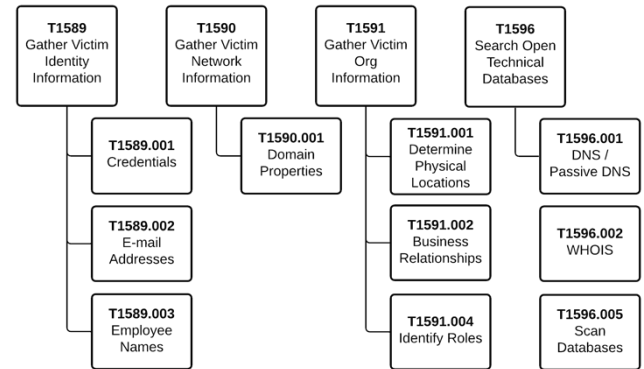 T1589
Gather Victim
Identity
Information
T1590
Gather Victim
Network
Information
T1591
Gather Victim
Org
Information
T1596
Search Open
Technical
Databases
T1589.001
Credentials
T1590.001
Domain
Properties
T1591.001
Determine
Physical
Locations
T1596.001
DNS /
Passive DNS
T1589.002
E-mail
Addresses
T1591.002
Business
Relationships
T1596.002
WHOIS
T1589.003
Employee
Names
T1591.004
Identify Roles
T1596.005
Scan
Databases